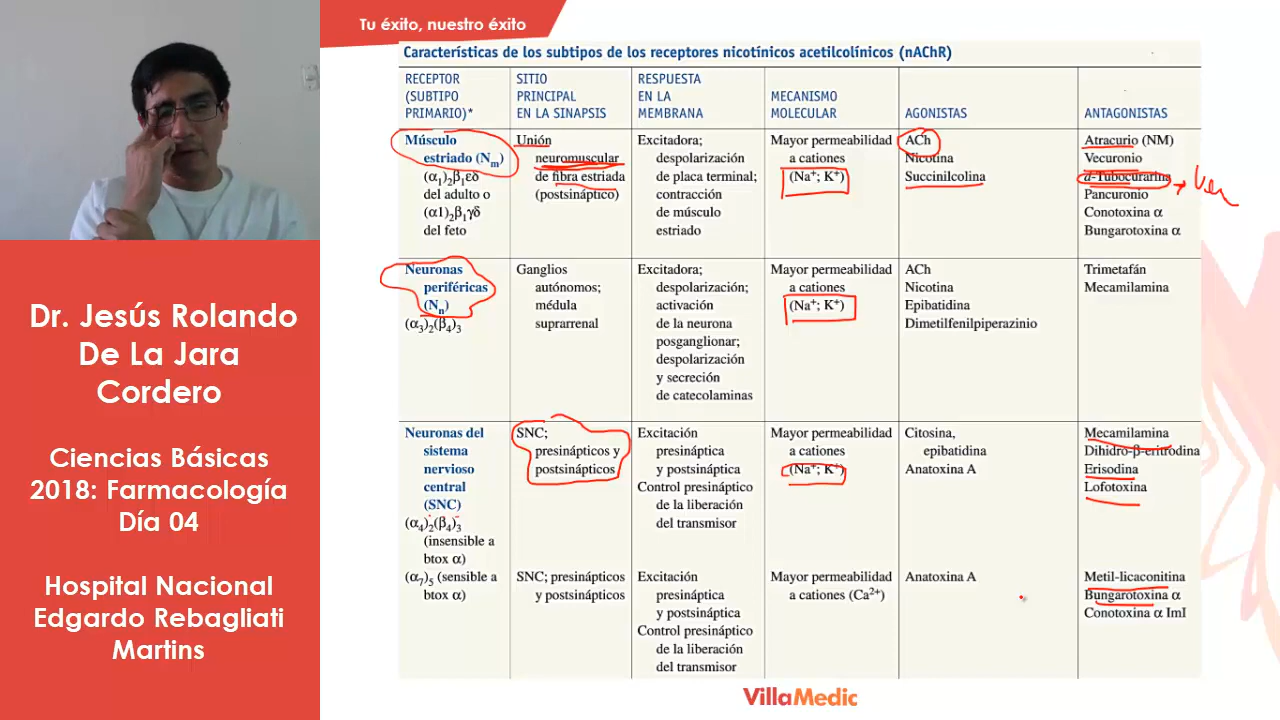 Tu éxito, nuestro éxito
Características de los subtipos de los receptores nicotínicos acetilcolínicos (nAChR)
RECEPTOR
(SUBTIPO
PRIMARIO)*
SITIO
PRINCIPAL
EN LA SINAPSIS
RESPUESTA
EN LA
MEMBRANA
MECANISMO
MOLECULAR
AGONISTAS
ANTAGONISTAS
Músculo
estriado (Nm)
(α1)2β1εδ
del adulto o
(α1)2β1γδ
del feto
Unión
neuromuscular
de fibra estriada
(postsináptico)
Excitadora;
despolarización
de placa terminal;
contracción
de músculo
estriado
Mayor permeabilidad
a cationes
(Na+; K+)
ACh
Nicotina
Succinilcolina
Atracurio (NM)
Vecuronio
d-Tubocurarina
Pancuronio
Conotoxina α
Bungarotoxina α
Neuronas
periféricas
(Nn)
(α3)2(β4)3
Ganglios
autónomos;
médula
suprarrenal
Excitadora;
despolarización;
activación
de la neurona
posganglionar;
despolarización
y secreción
de catecolaminas
Mayor permeabilidad
a cationes
(Na+; K+)
ACh
Nicotina
Epibatidina
Dimetilfenilpiperazinio
Trimetafán
Mecamilamina
Neuronas del
sistema
nervioso
central
(SNC)
(α4)2(β4)3
(insensible a
btox α)
SNC;
presinápticos y
postsinápticos
Excitación
presináptica
y postsináptica
Control presináptico
de la liberación
del transmisor
Mayor permeabilidad
a cationes
(Na+; K+)
Citosina,
epibatidina
Anatoxina A
Mecamilamina
Dihidro-β-eritrodina
Erisodina
Lofotoxina
(α7)5 (sensible a
btox α)
SNC; presinápticos
y postsinápticos
Excitación
presináptica
y postsináptica
Control presináptico
de la liberación
del transmisor
Mayor permeabilidad
a cationes (Ca2+)
Anatoxina A
Metil-licaconitina
Bungarotoxina α
Conotoxina α ImI
Dr. Jesús Rolando
De La Jara
Cordero
Ciencias Básicas
2018: Farmacología
Día 04
Hospital Nacional
Edgardo Rebagliati
Martins
VillaMedic